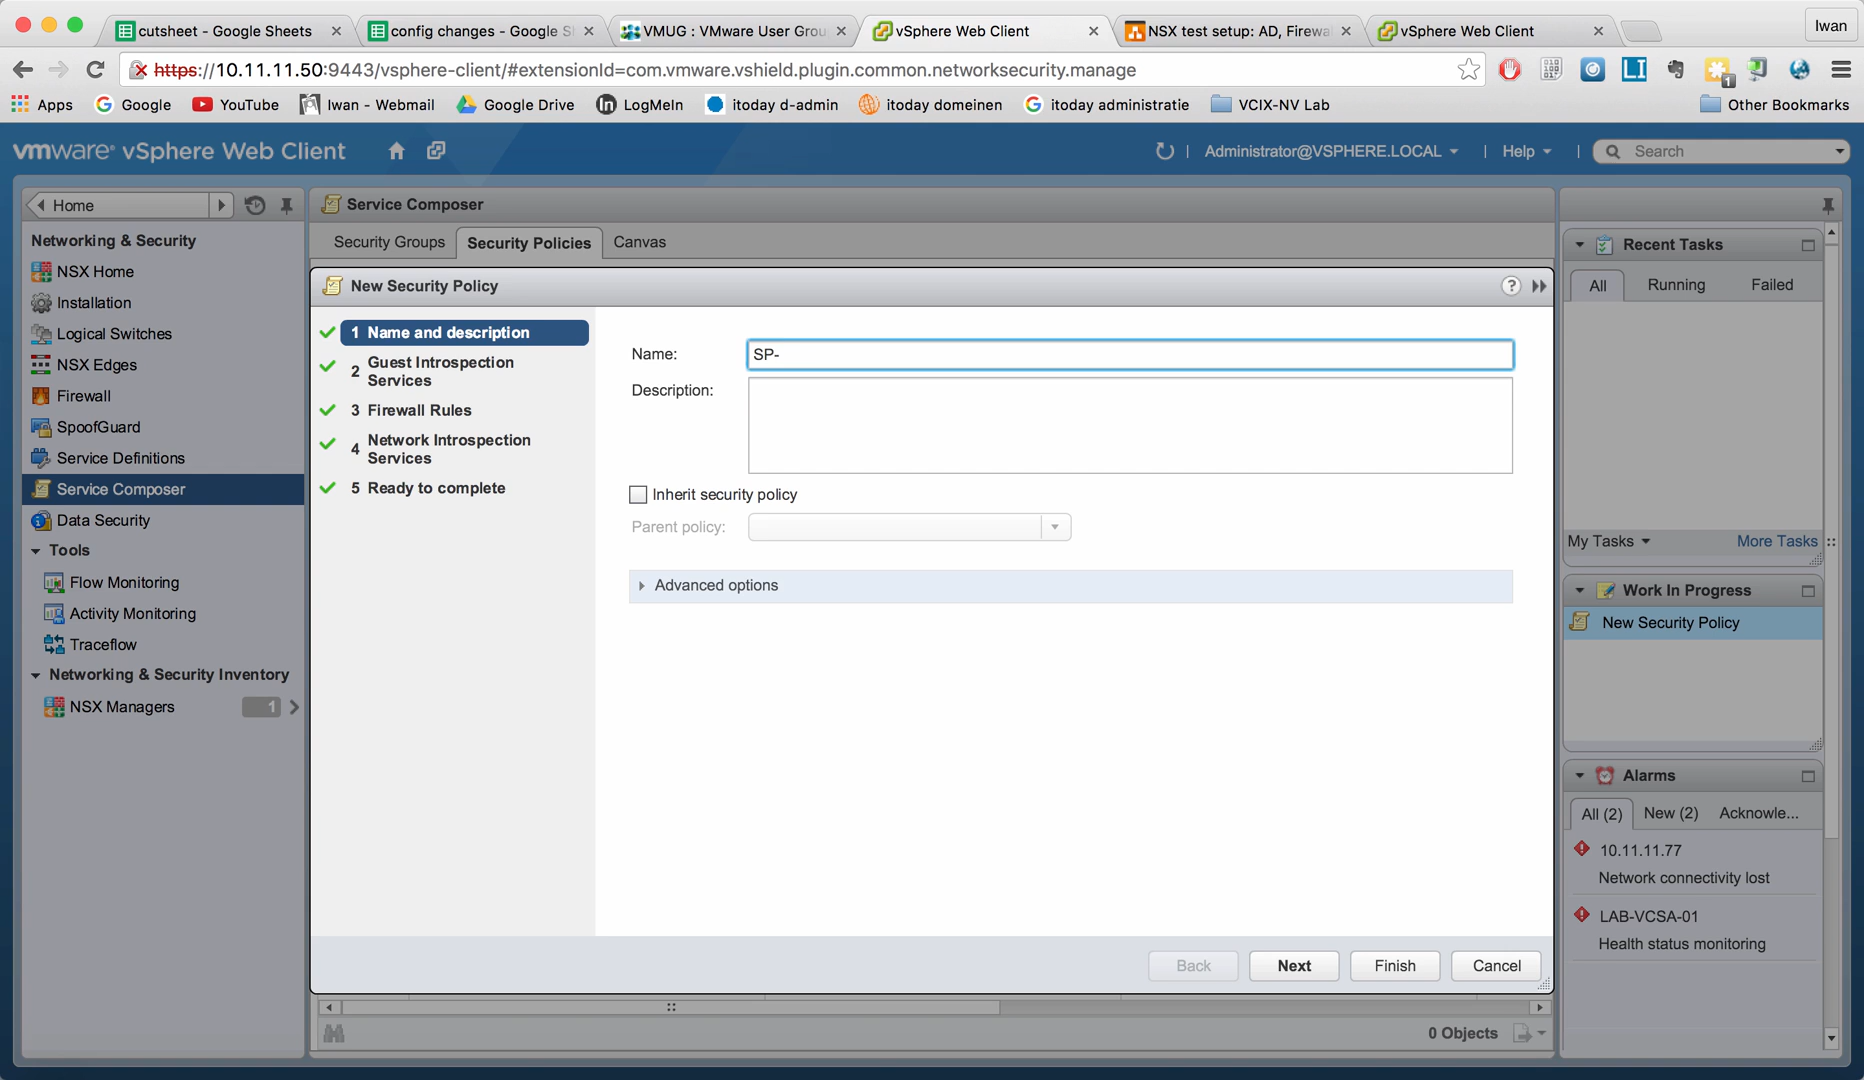 cutsheet - Google Sheets
config changes - Google S
VMUG : VMware User Grou
vSphere Web Client
NSX test setup: AD, Firewa
vSphere Web Client
Iwan
https://10.11.11.50:9443/vsphere-client/#extensionId=com.vmware.vshield.plugin.common.networksecurity.manage
Apps
Google
YouTube
Iwan - Webmail
Google Drive
LogMeIn
itoday d-admin
itoday domeinen
itoday administratie
VCIX-NV Lab
Other Bookmarks
vmware® vSphere Web Client
Administrator@VSPHERE.LOCAL
Help
Search
Home
Networking & Security
NSX Home
Installation
Logical Switches
NSX Edges
Firewall
SpoofGuard
Service Definitions
Service Composer
Data Security
Tools
Flow Monitoring
Activity Monitoring
Traceflow
Networking & Security Inventory
NSX Managers
1
Service Composer
Security Groups
Security Policies
Canvas
New Security Policy
?
1 Name and description
2 Guest Introspection
Services
3 Firewall Rules
4 Network Introspection
Services
5 Ready to complete
Name:
SP-
Description:
Inherit security policy
Parent policy:
Advanced options
Back
Next
Finish
Cancel
0 Objects
Recent Tasks
All
Running
Failed
My Tasks
More Tasks
Work In Progress
New Security Policy
Alarms
All (2)
New (2)
Acknowle...
10.11.11.77
Network connectivity lost
LAB-VCSA-01
Health status monitoring